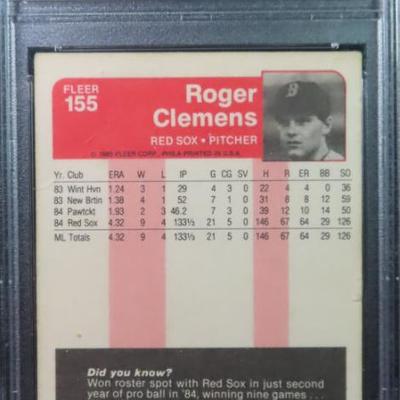 FLEER
155
Roger
Clemens
RED SOX • PITCHER
© 1985 FLEER CORP., PHILA PRINTED IN U.S.A.
Yr. Club ERA W L IP G CG SV H R ER BB SO
83 Wint Hvn 1.24 3 1 29 4 3 0 22 4 4 0 36
83 New Brtin 1.38 4 1 52 7 1 0 31 8 8 12 59
84 Pawtckt 1.93 2 3 46.2 7 3 1 39 12 10 14 50
84 Red Sox 4.32 9 4 133⅓ 21 5 0 146 67 64 29 126
ML Totals 4.32 9 4 133⅓ 21 5 0 146 67 64 29 126
Did you know?
Won roster spot with Red Sox in just second
year of pro ball in '84, winning nine games . . .